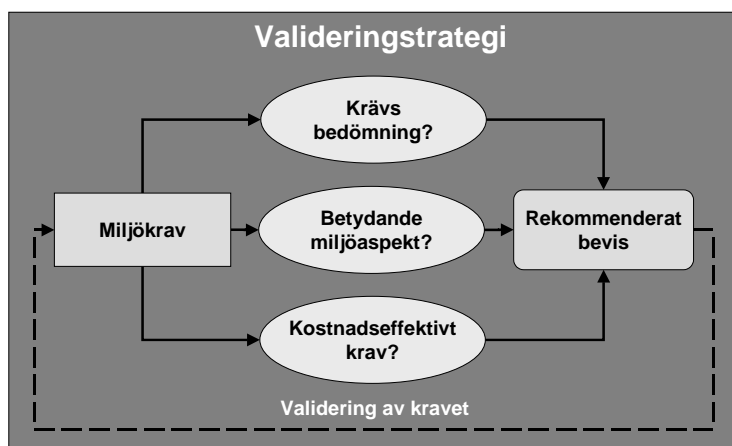 Valideringstrategi
Krävs
bedömning?
Miljökrav
Betydande
miljöaspekt?
Rekommenderat
bevis
Kostnadseffektivt
krav?
Validering av kravet